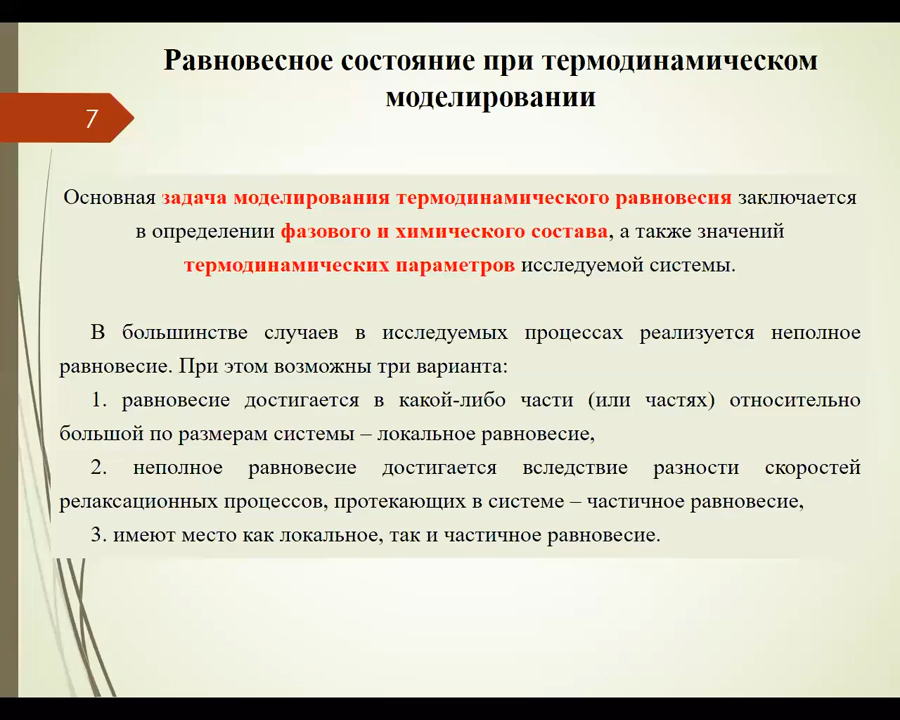 Равновесное состояние при термодинамическом
моделировании
7
Основная задача моделирования термодинамического равновесия заключается
в определении фазового и химического состава, а также значений
термодинамических параметров исследуемой системы.
В большинстве случаев в исследуемых процессах реализуется неполное
равновесие. При этом возможны три варианта:
1. равновесие достигается в какой-либо части (или частях) относительно
большой по размерам системы – локальное равновесие,
2. неполное равновесие достигается вследствие разности скоростей
релаксационных процессов, протекающих в системе – частичное равновесие,
3. имеют место как локальное, так и частичное равновесие.